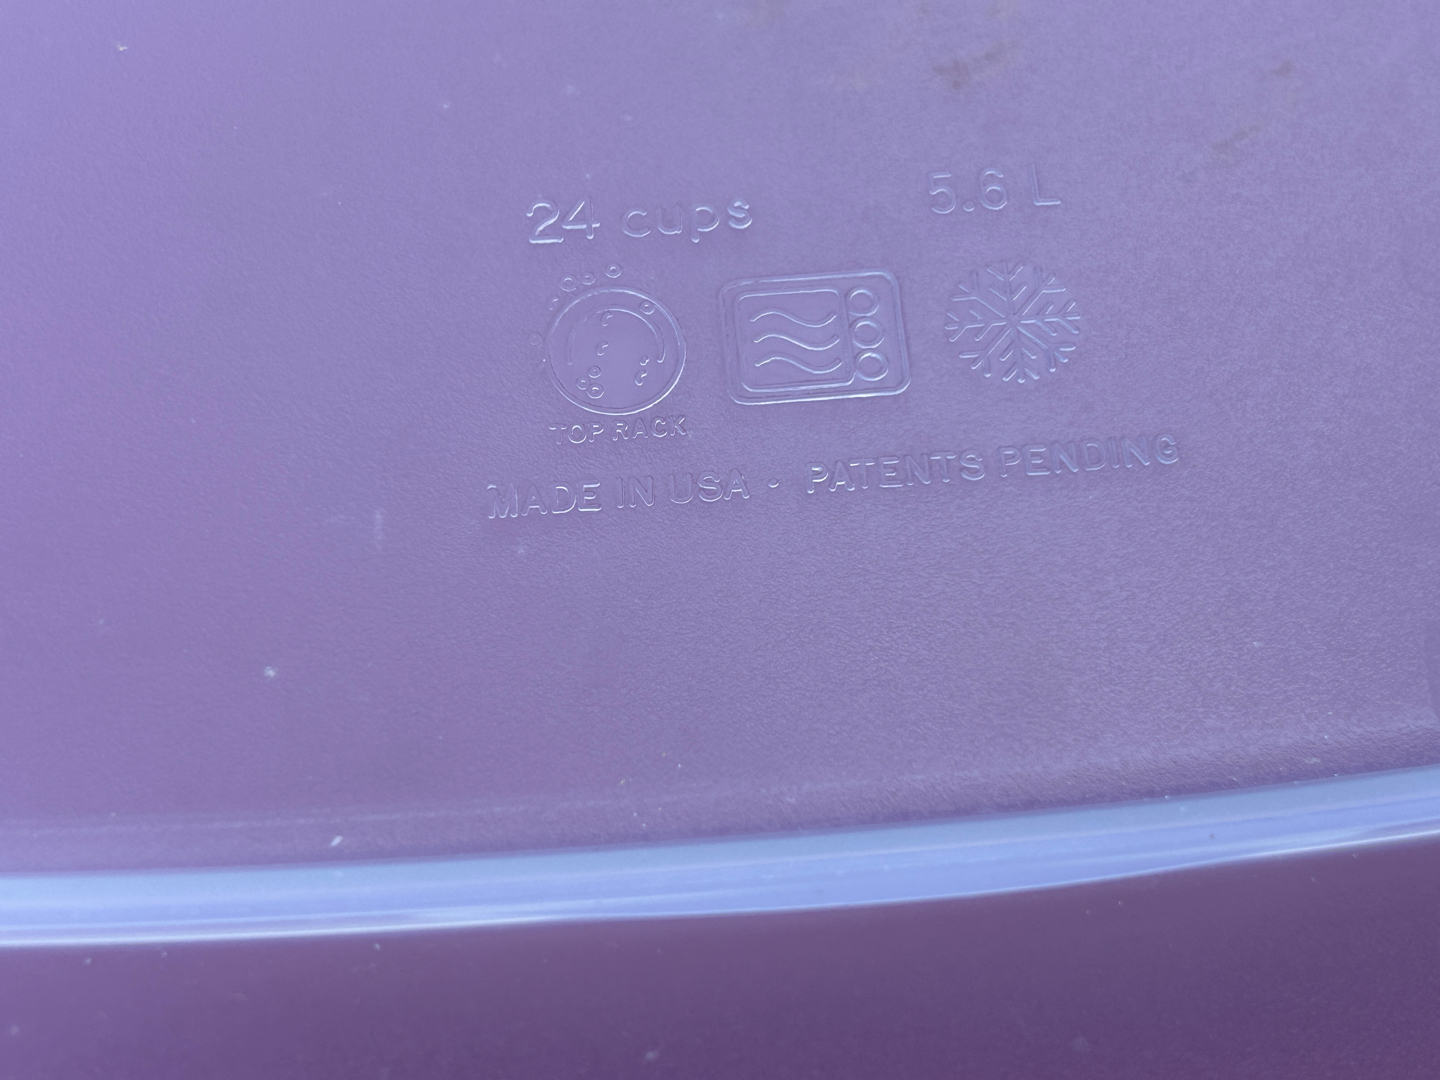 24 cups 5.6 L
TOP RACK
MADE IN USA · PATENTS PENDING